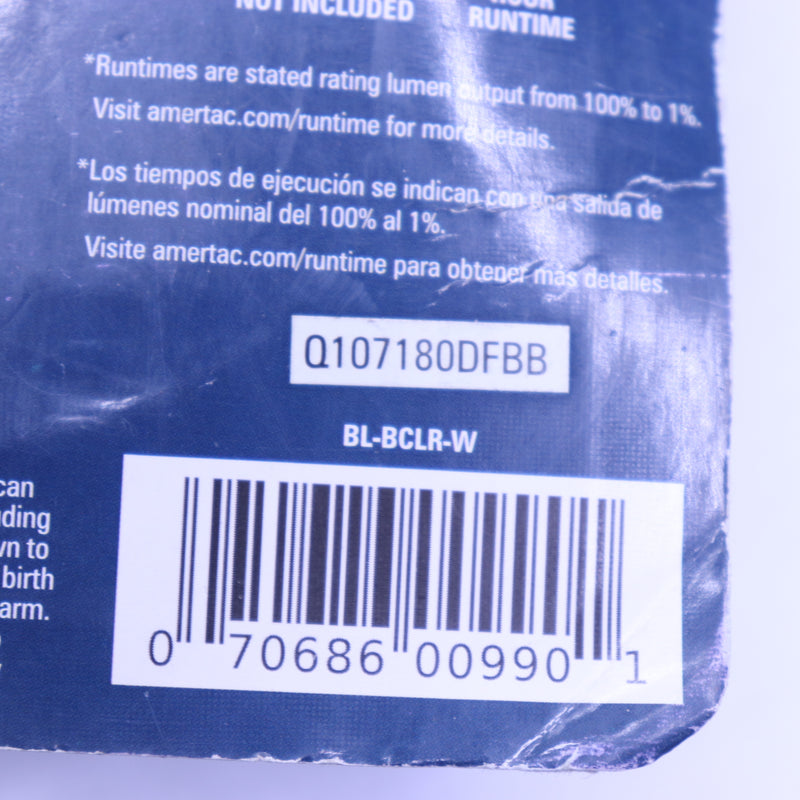 NOT INCLUDED
HOUR
RUNTIME
*Runtimes are stated rating lumen output from 100% to 1%.
Visit amertac.com/runtime for more details.
*Los tiempos de ejecución se indican con una salida de
lúmenes nominal del 100% al 1%.
Visite amertac.com/runtime para obtener más detalles.
Q107180DFBB
BL-BCLR-W
can
wn to
birth
arm.
0 70686 00990 1